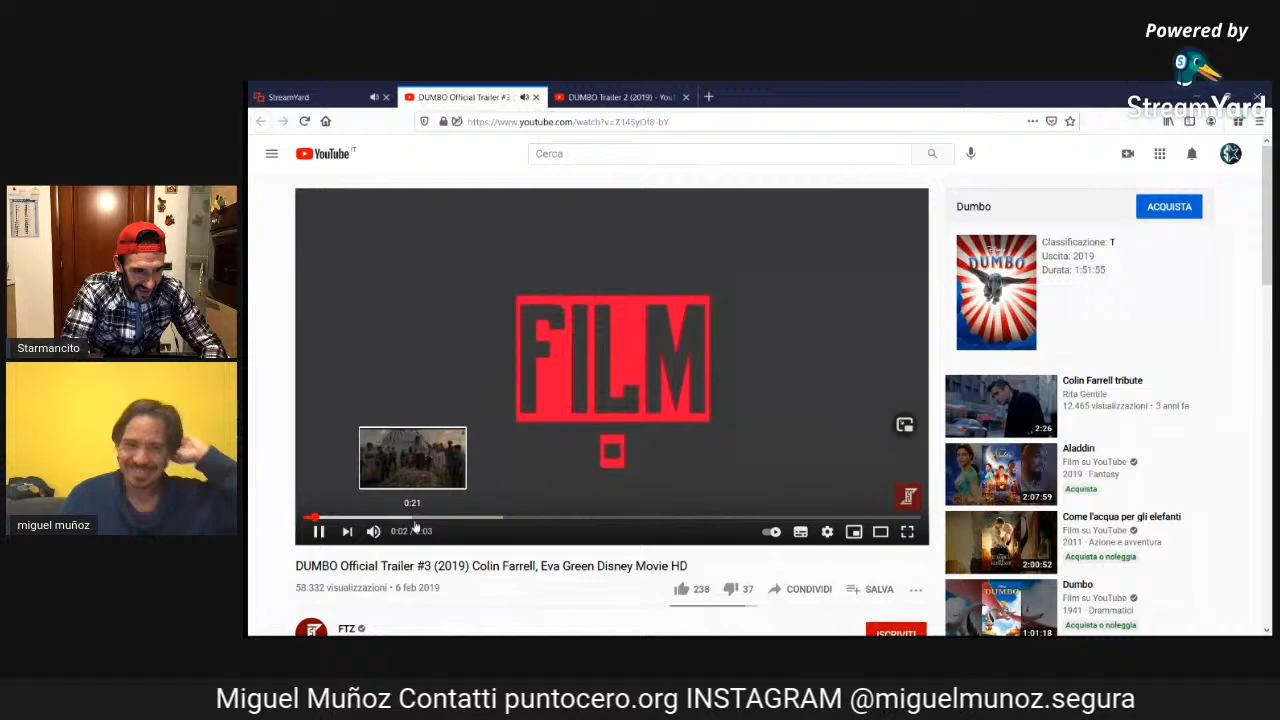 Powered by
StreamYard
StreamYard
DUMBO Official Trailer #3
DUMBO Trailer 2 (2019) - You
https://www.youtube.com/watch?v=Z145yOf8-bY
YouTube IT
Cerca
Dumbo
ACQUISTA
Classificazione: T
Uscita: 2019
Durata: 1:51:55
DUMBO
FILM
Starmancito
miguel muñoz
0:21
0:02
:03
Colin Farrell tribute
Rita Gentile
12.465 visualizzazioni • 3 anni fa
2:26
Aladdin
Film su YouTube
2019 • Fantasy
Acquista
2:07:59
Come l'acqua per gli elefanti
Film su YouTube
2011 • Azione e avventura
Acquista o noleggia
2:00:52
Dumbo
Film su YouTube
1941 • Drammatici
Acquista o noleggia
1:01:18
DUMBO
DUMBO Official Trailer #3 (2019) Colin Farrell, Eva Green Disney Movie HD
58.332 visualizzazioni • 6 feb 2019
238
37
CONDIVIDI
SALVA
FTZ
ISCRIVITI
Miguel Muñoz Contatti puntocero.org INSTAGRAM @miguelmunoz.segura